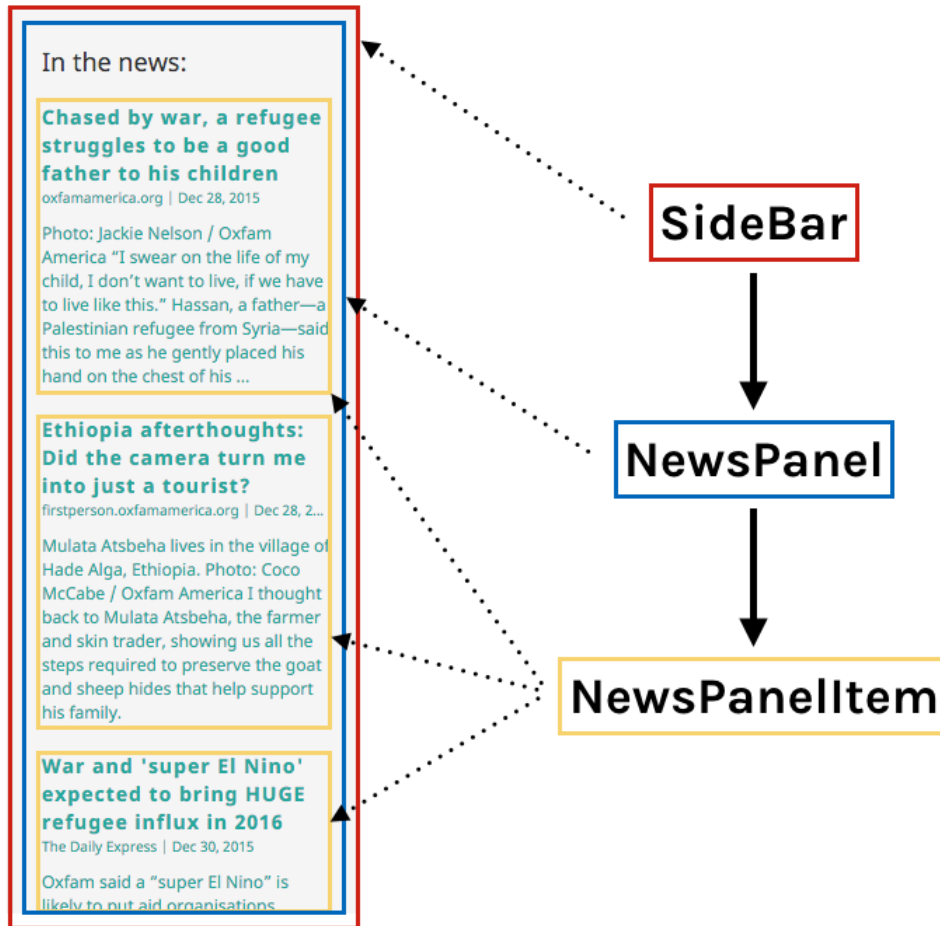 In the news:
Chased by war, a refugee
struggles to be a good
father to his children
oxfamamerica.org | Dec 28, 2015
Photo: Jackie Nelson / Oxfam
America “I swear on the life of my
child, I don’t want to live, if we have
to live like this.” Hassan, a father—a
Palestinian refugee from Syria—said
this to me as he gently placed his
hand on the chest of his ...
Ethiopia afterthoughts:
Did the camera turn me
into just a tourist?
firstperson.oxfamamerica.org | Dec 28, 2...
Mulata Atsbeha lives in the village of
Hade Alga, Ethiopia. Photo: Coco
McCabe / Oxfam America I thought
back to Mulata Atsbeha, the farmer
and skin trader, showing us all the
steps required to preserve the goat
and sheep hides that help support
his family.
War and 'super El Nino'
expected to bring HUGE
refugee influx in 2016
The Daily Express | Dec 30, 2015
Oxfam said a “super El Nino” is
likely to put aid organisations
SideBar
NewsPanel
NewsPanelItem